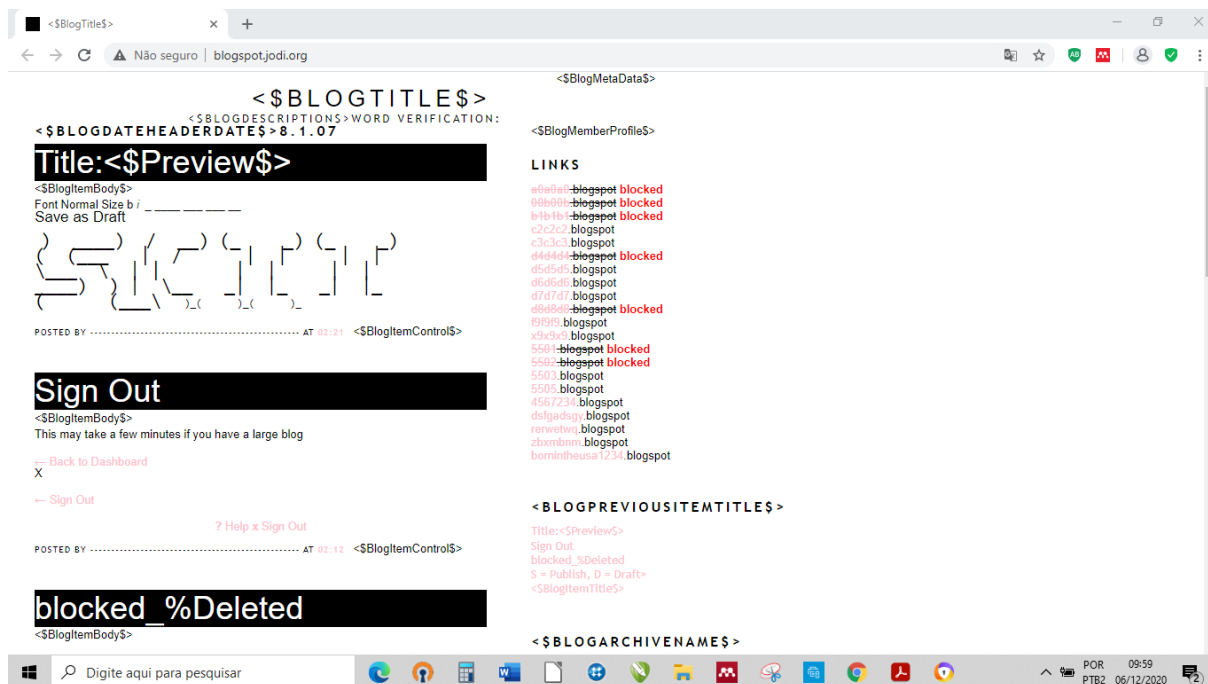 <$BlogTitle$>
Não seguro | blogspot.jodi.org
<$BlogMetaData$>
<$BLOGTITLE$>
<$BLOGDESCRIPTION$>WORD VERIFICATION:
<$BLOGDATEHEADERDATE$>8.1.07
Title:<$Preview$>
<$BlogItemBody$>
Font Normal Size b i _ ____ ___ ___ __
Save as Draft
POSTED BY ------------------------------------------------ AT 02:21 <$BlogItemControl$>
Sign Out
<$BlogItemBody$>
This may take a few minutes if you have a large blog
← Back to Dashboard
X
← Sign Out
? Help x Sign Out
POSTED BY ------------------------------------------------ AT 02:12 <$BlogItemControl$>
blocked_%Deleted
<$BlogItemBody$>
<$BlogMemberProfile$>
LINKS
a0a0a0.blogspot blocked
00b00b.blogspot blocked
b1b1b1.blogspot blocked
c2c2c2.blogspot
c3c3c3.blogspot
d4d4d4.blogspot blocked
d5d5d5.blogspot
d6d6d6.blogspot
d7d7d7.blogspot
d8d8d8.blogspot blocked
f9f9f9.blogspot
x9x9x9.blogspot
5501.blogspot blocked
5502.blogspot blocked
5503.blogspot
5505.blogspot
4567234.blogspot
dsfgadsgy.blogspot
rerwetwq.blogspot
zbxmbnm.blogspot
bornintheusa1234.blogspot
<BLOGPREVIOUSITEMTITLE$>
Title:<$Preview$>
Sign Out
blocked_%Deleted
S = Publish, D = Draft>
<$BlogItemTitle$>
<$BLOGARCHIVENAME$>
Digite aqui para pesquisar
POR 09:59
PTB2 06/12/2020